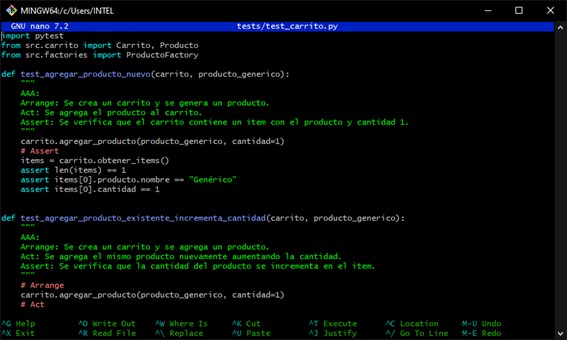 MINGW64:/c/Users/INTEL
GNU nano 7.2 tests/test_carrito.py
import pytest
from src.carrito import Carrito, Producto
from src.factories import ProductoFactory
def test_agregar_producto_nuevo(carrito, producto_generico):
"""
AAA:
Arrange: Se crea un carrito y se genera un producto.
Act: Se agrega el producto al carrito.
Assert: Se verifica que el carrito contiene un item con el producto y cantidad 1.
"""
carrito.agregar_producto(producto_generico, cantidad=1)
# Assert
items = carrito.obtener_items()
assert len(items) == 1
assert items[0].producto.nombre == "Genérico"
assert items[0].cantidad == 1
def test_agregar_producto_existente_incrementa_cantidad(carrito, producto_generico):
"""
AAA:
Arrange: Se crea un carrito y se agrega un producto.
Act: Se agrega el mismo producto nuevamente aumentando la cantidad.
Assert: Se verifica que la cantidad del producto se incrementa en el item.
"""
# Arrange
carrito.agregar_producto(producto_generico, cantidad=1)
# Act
^G Help ^O Write Out ^W Where Is ^K Cut ^T Execute ^C Location M-U Undo
^X Exit ^R Read File ^\ Replace ^U Paste ^J Justify ^/ Go To Line M-E Redo